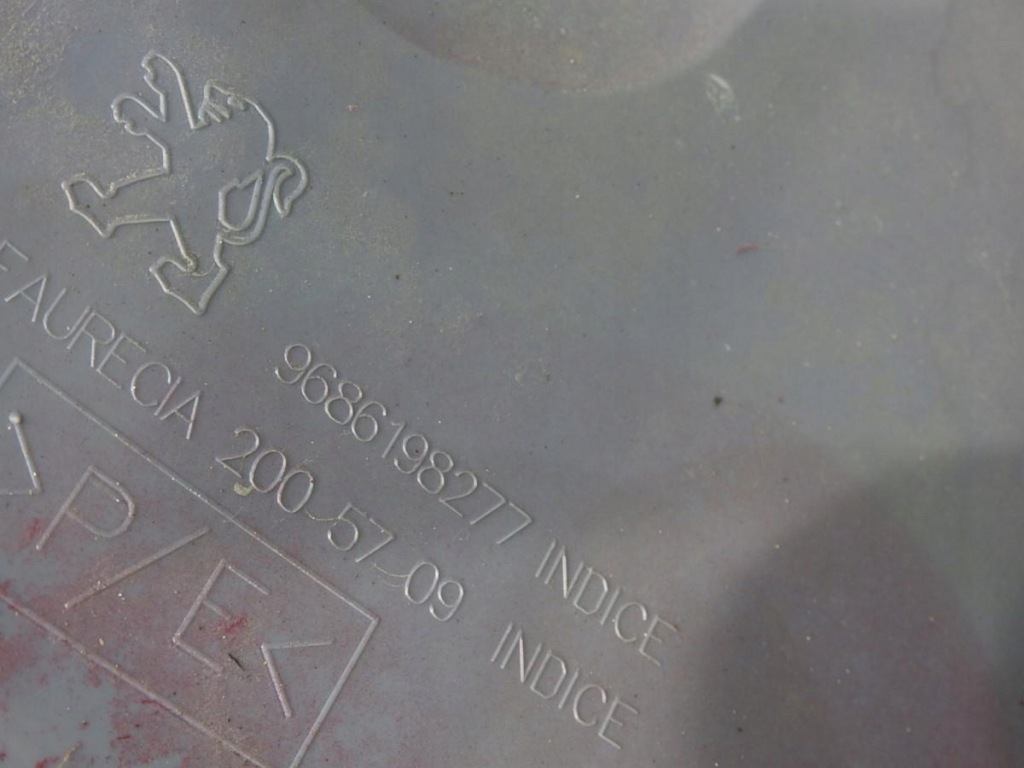 9686198277 INDICE
FAURECIA 200-57-09 INDICE
P/E<